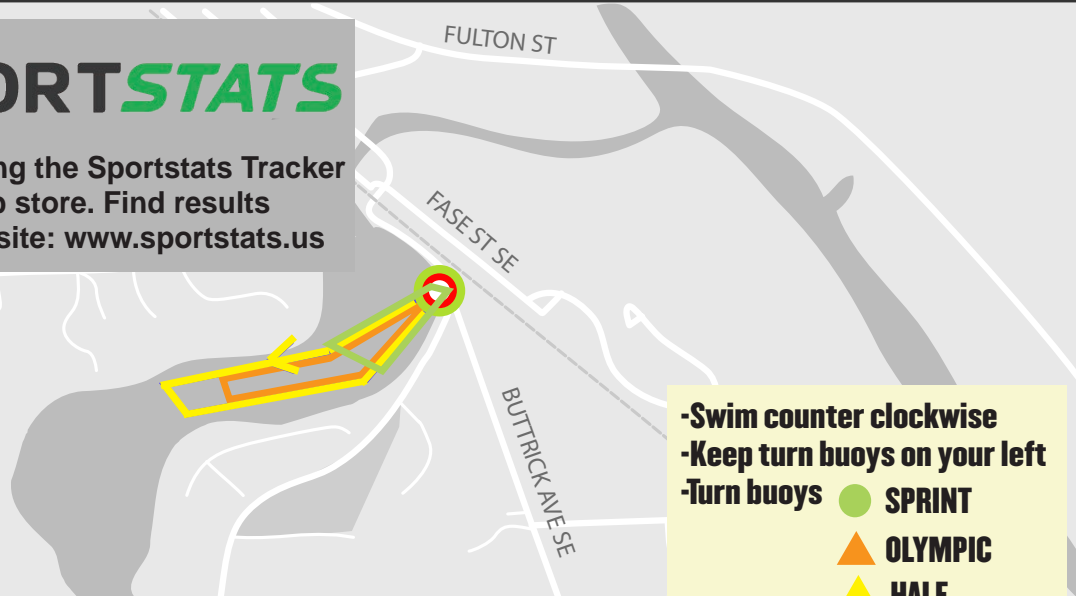 FULTON ST
ORTSTATS
ng the Sportstats Tracker
p store. Find results
site: www.sportstats.us
FASE ST SE
BUTTRICK AVE SE
-Swim counter clockwise
-Keep turn buoys on your left
-Turn buoys
SPRINT
OLYMPIC
HALF